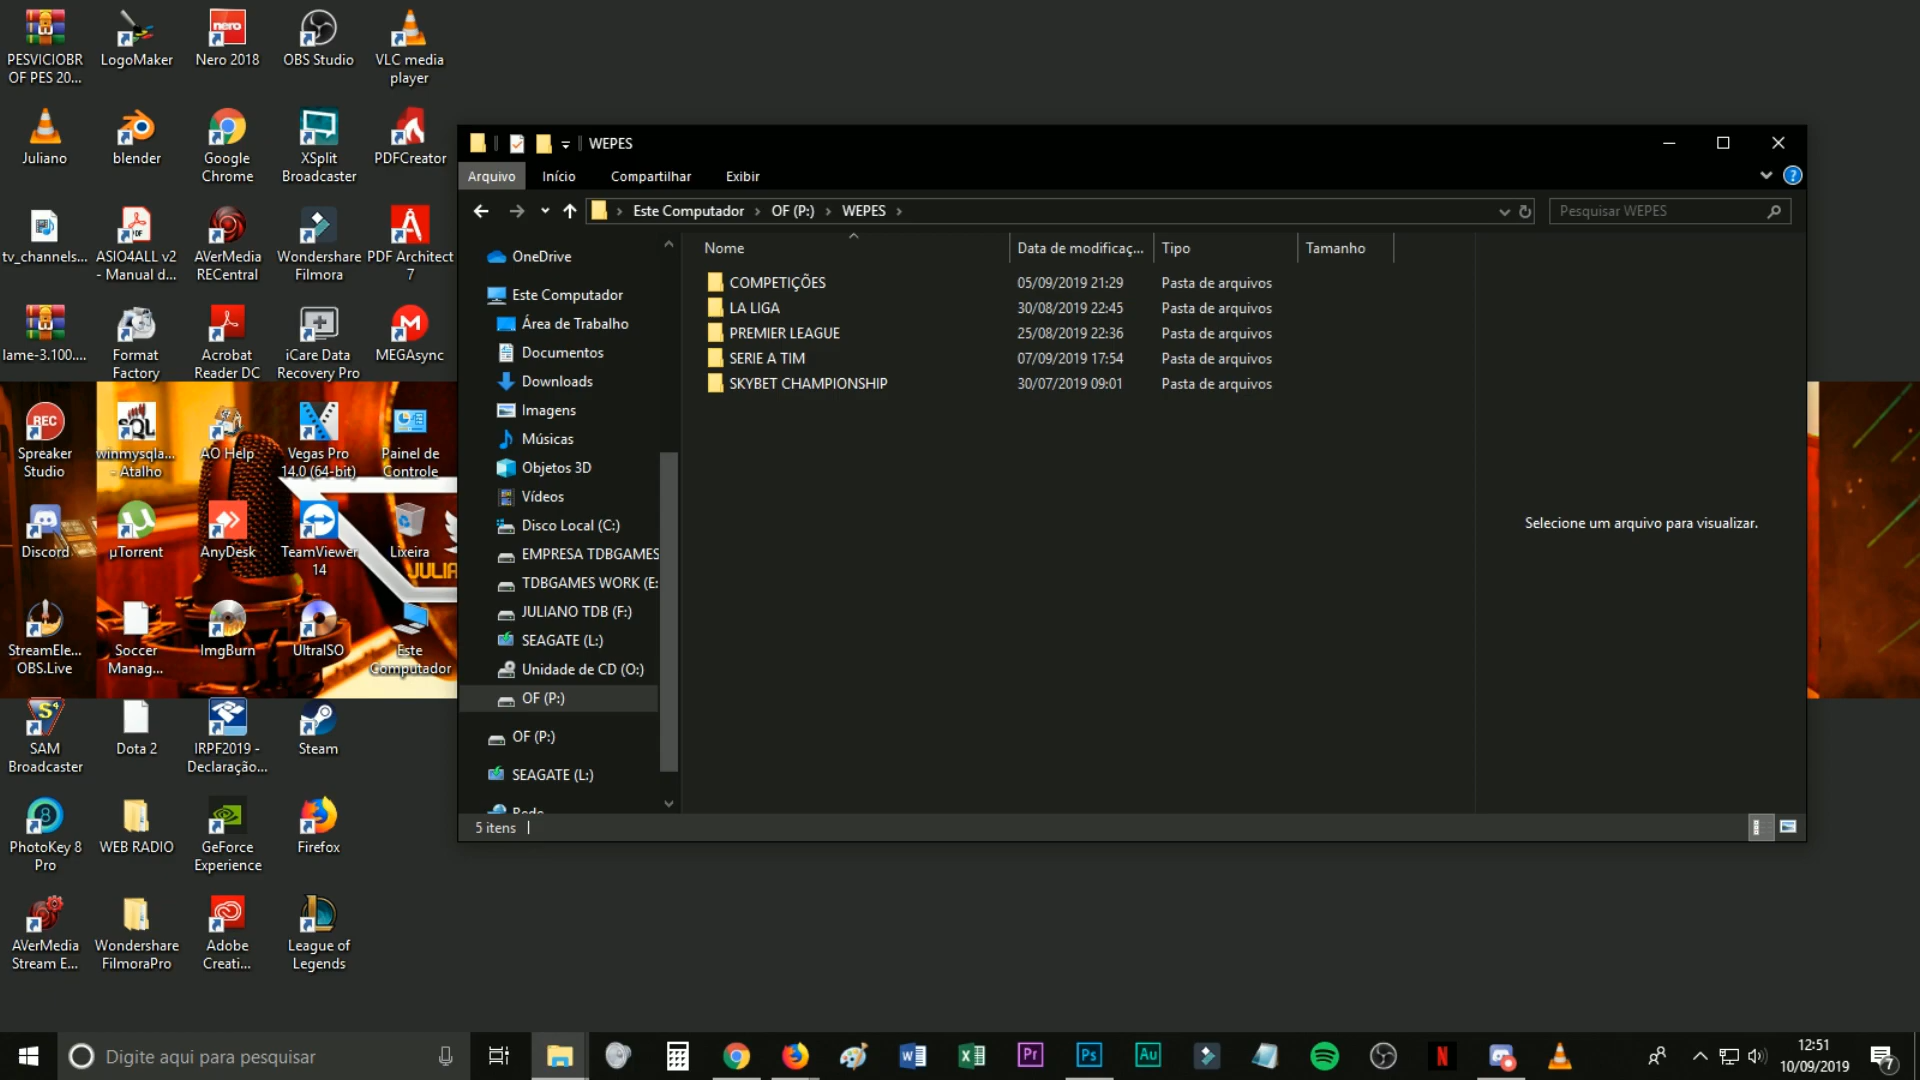 PESVICIOBR
OF PES 20...
LogoMaker
Nero 2018
OBS Studio
VLC media
player
Juliano
blender
Google
Chrome
XSplit
Broadcaster
PDFCreator
tv_channels...
ASIO4ALL v2
- Manual d...
AVerMedia
RECentral
Wondershare
Filmora
PDF Architect
7
lame-3.100....
Format
Factory
Acrobat
Reader DC
iCare Data
Recovery Pro
MEGAsync
Spreaker
Studio
winmysqla...
- Atalho
AO Help
Vegas Pro
14.0 (64-bit)
Painel de
Controle
Discord
µTorrent
AnyDesk
TeamViewer
14
Lixeira
JULIA
StreamEle...
OBS.Live
Soccer
Manag...
ImgBurn
UltraISO
Este
Computador
SAM
Broadcaster
Dota 2
IRPF2019 -
Declaração...
Steam
PhotoKey 8
Pro
WEB RADIO
GeForce
Experience
Firefox
AVerMedia
Stream E...
Wondershare
FilmoraPro
Adobe
Creati...
League of
Legends
WEPES
Arquivo Início Compartilhar Exibir
Este Computador OF (P:) WEPES
Pesquisar WEPES
OneDrive
Este Computador
Área de Trabalho
Documentos
Downloads
Imagens
Músicas
Objetos 3D
Vídeos
Disco Local (C:)
EMPRESA TDBGAMES
TDBGAMES WORK (E:
JULIANO TDB (F:)
SEAGATE (L:)
Unidade de CD (O:)
OF (P:)
OF (P:)
SEAGATE (L:)
Rede
Nome Data de modificaç... Tipo Tamanho
COMPETIÇÕES 05/09/2019 21:29 Pasta de arquivos
LA LIGA 30/08/2019 22:45 Pasta de arquivos
PREMIER LEAGUE 25/08/2019 22:36 Pasta de arquivos
SERIE A TIM 07/09/2019 17:54 Pasta de arquivos
SKYBET CHAMPIONSHIP 30/07/2019 09:01 Pasta de arquivos
Selecione um arquivo para visualizar.
5 itens
Digite aqui para pesquisar
12:51
10/09/2019
7